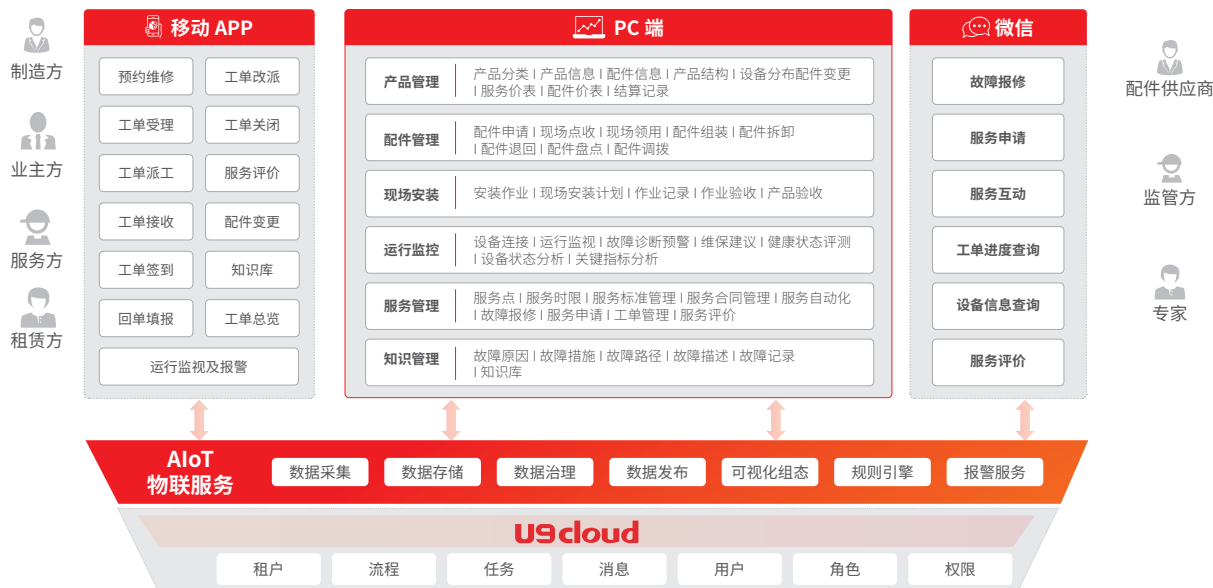 制造方
业主方
服务方
租赁方
移动 APP
预约维修
工单改派
工单受理
工单关闭
工单派工
服务评价
工单接收
配件变更
工单签到
知识库
回单填报
工单总览
运行监视及报警
PC 端
产品管理
产品分类 I 产品信息 I 配件信息 I 产品结构 I 设备分布配件变更
I 服务价表 I 配件价表 I 结算记录
配件管理
配件申请 I 现场点收 I 现场领用 I 配件组装 I 配件拆卸
I 配件退回 I 配件盘点 I 配件调拨
现场安装
安装作业 I 现场安装计划 I 作业记录 I 作业验收 I 产品验收
运行监控
设备连接 I 运行监视 I 故障诊断预警 I 维保建议 I 健康状态评测
I 设备状态分析 I 关键指标分析
服务管理
服务点 I 服务时限 I 服务标准管理 I 服务合同管理 I 服务自动化
I 故障报修 I 服务申请 I 工单管理 I 服务评价
知识管理
故障原因 I 故障措施 I 故障路径 I 故障描述 I 故障记录
I 知识库
微信
故障报修
服务申请
服务互动
工单进度查询
设备信息查询
服务评价
配件供应商
监管方
专家
AIoT
物联服务
数据采集
数据存储
数据治理
数据发布
可视化组态
规则引擎
报警服务
U9cloud
租户
流程
任务
消息
用户
角色
权限